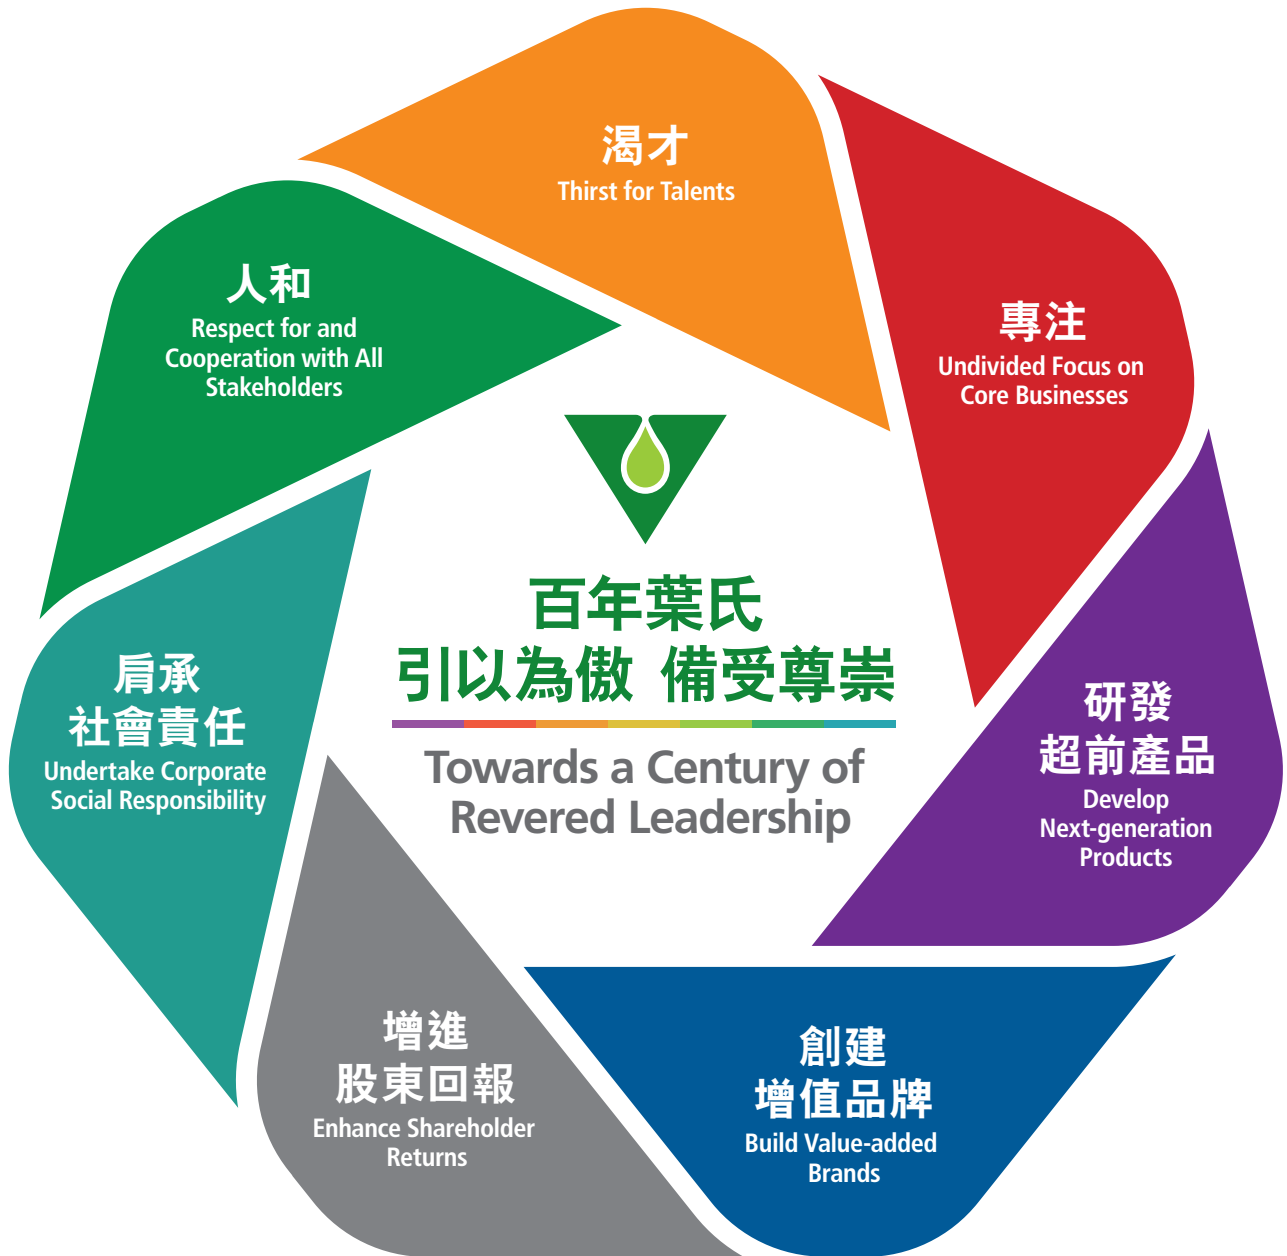 渴才
Thirst for Talents
專注
Undivided Focus on
Core Businesses
研發
超前產品
Develop
Next-generation
Products
創建
增值品牌
Build Value-added
Brands
增進
股東回報
Enhance Shareholder
Returns
肩承
社會責任
Undertake Corporate
Social Responsibility
人和
Respect for and
Cooperation with All
Stakeholders
百年葉氏
引以為傲 備受尊崇
Towards a Century of
Revered Leadership